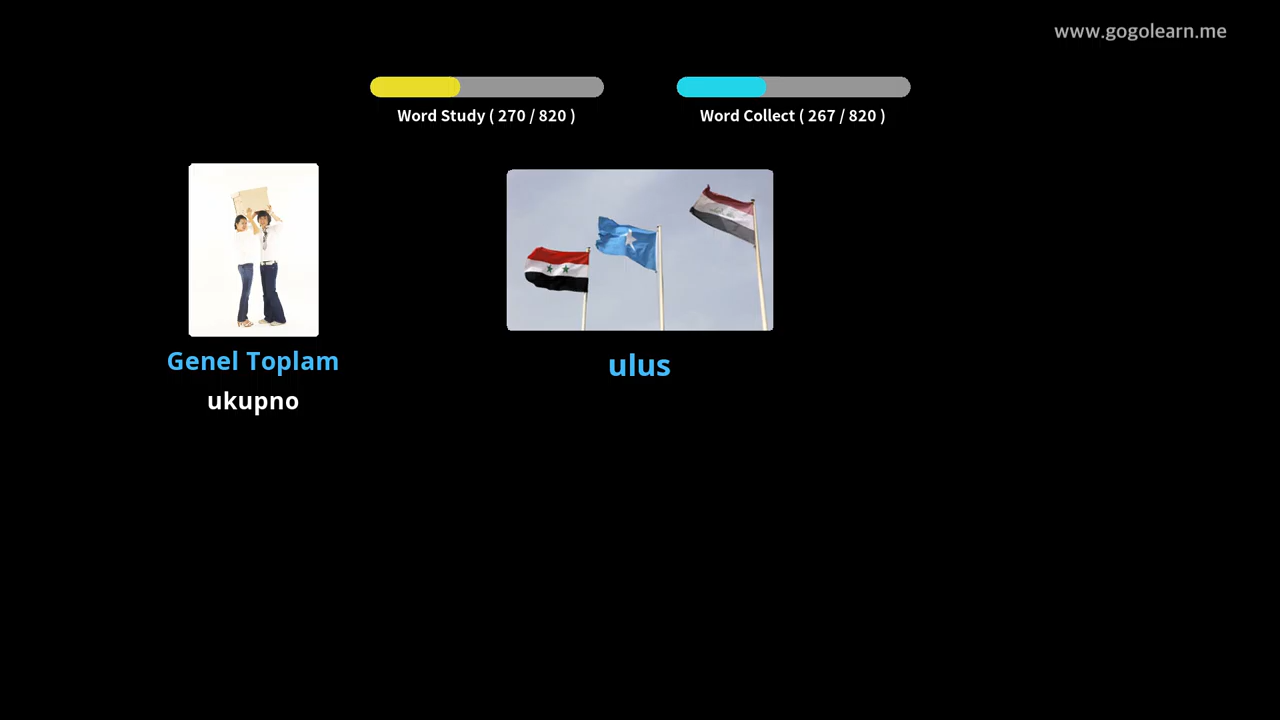 www.gogolearn.me
Word Study ( 270 / 820 )
Word Collect ( 267 / 820 )
Genel Toplam
ukupno
ulus